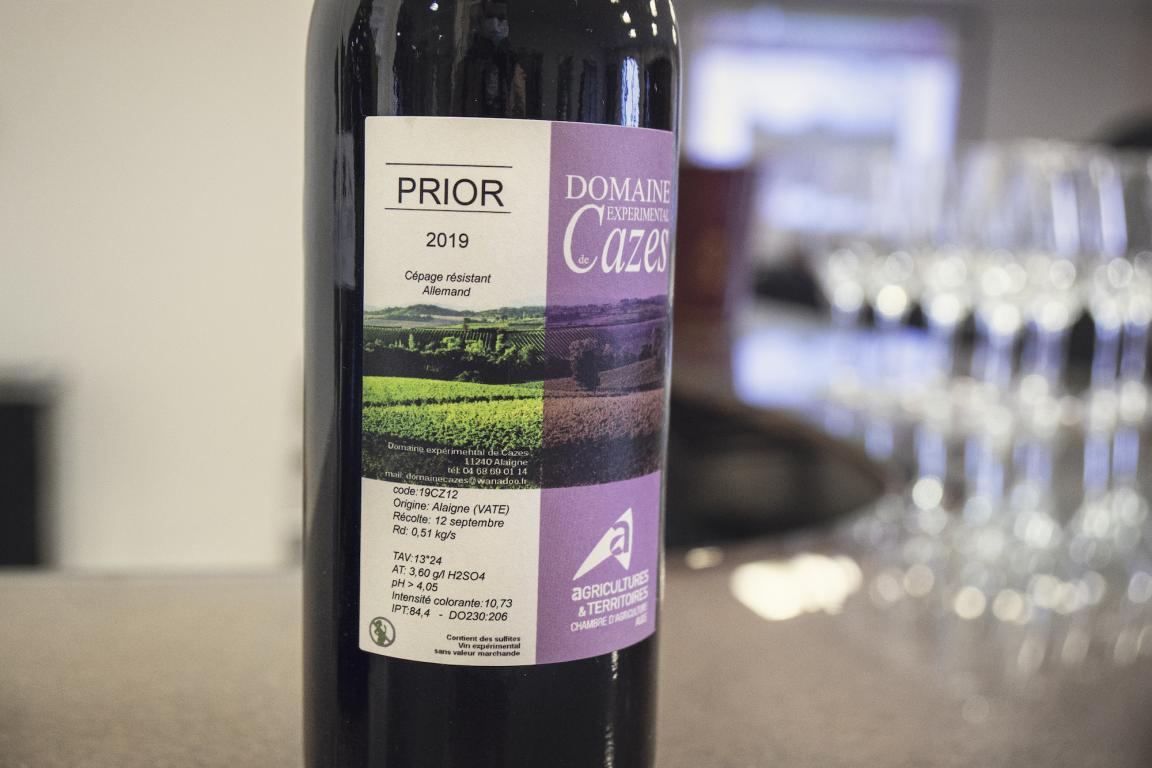 PRIOR
2019
Cépage résistant
Allemand
DOMAINE
EXPERIMENTAL
de Cazes
Domaine expérimental de Cazes
11240 Alaigne
tél: 04 68 69 01 14
mail: domainecazes@wanadoo.fr
code:19CZ12
Origine: Alaigne (VATE)
Récolte: 12 septembre
Rd: 0,51 kg/s
TAV:13°24
AT: 3,60 g/l H2SO4
pH > 4,05
Intensité colorante:10,73
IPT:84,4 - DO230:206
Contient des sulfites
Vin expérimental
sans valeur marchande
a
aGRICULTURES
& TERRITOIRES
CHAMBRE D'AGRICULTURE
AUDE